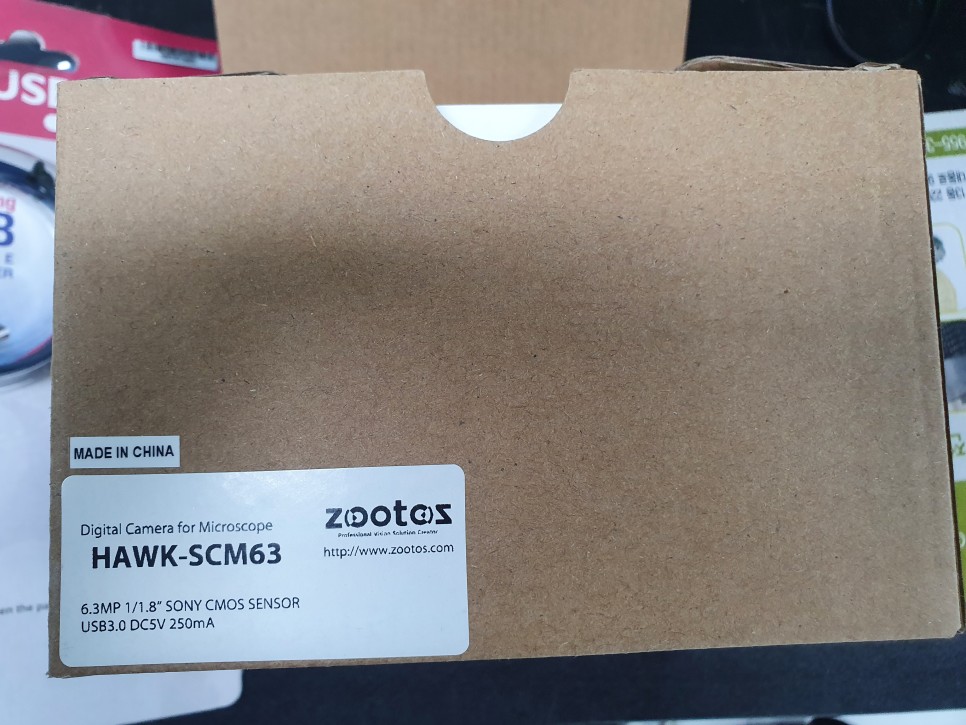 USB
MADE IN CHINA
Digital Camera for Microscope
HAWK-SCM63
zootos
Professional Vision Solution Creator
http://www.zootos.com
6.3MP 1/1.8” SONY CMOS SENSOR
USB3.0 DC5V 250mA